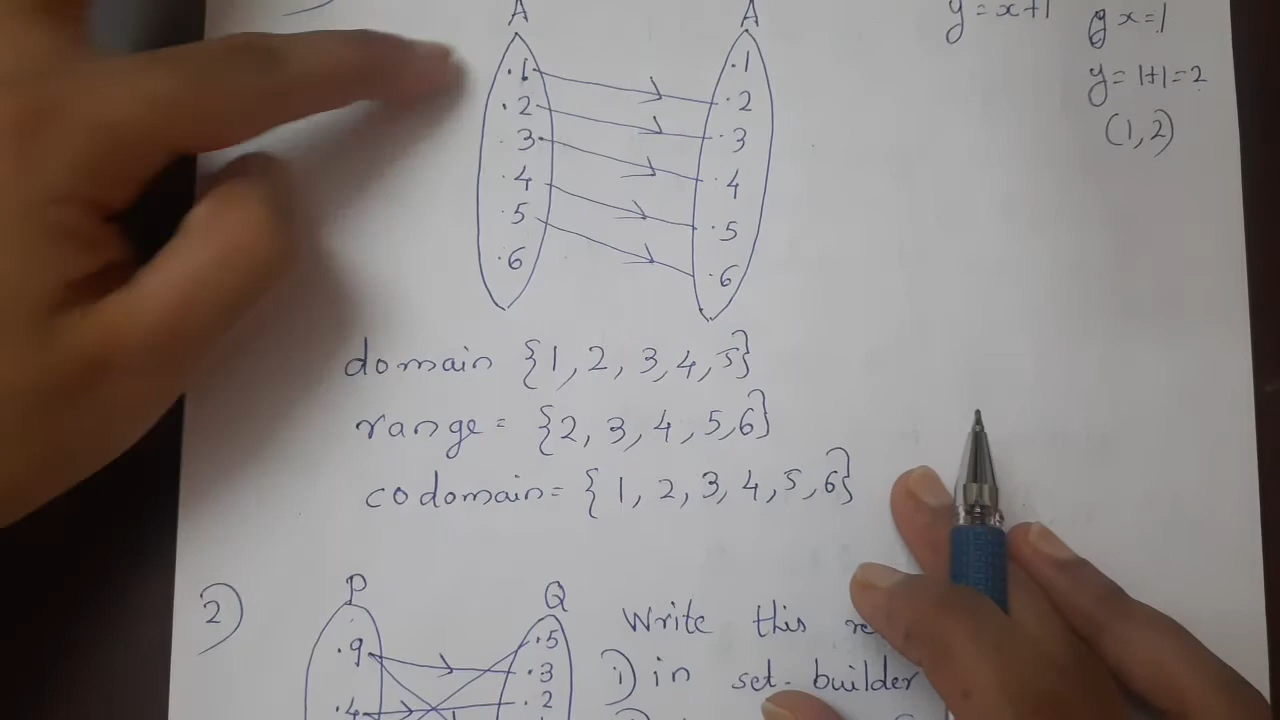 A A
y = x+1
x = 1
y = 1+1 = 2
(1, 2)
.1 .1
.2 .2
.3 .3
.4 .4
.5 .5
.6 .6
domain {1, 2, 3, 4, 5}
range = {2, 3, 4, 5, 6}
codomain = {1, 2, 3, 4, 5, 6}
2)
P Q
.9 .5
.3
.4 .2
Write this
i) in set-builder